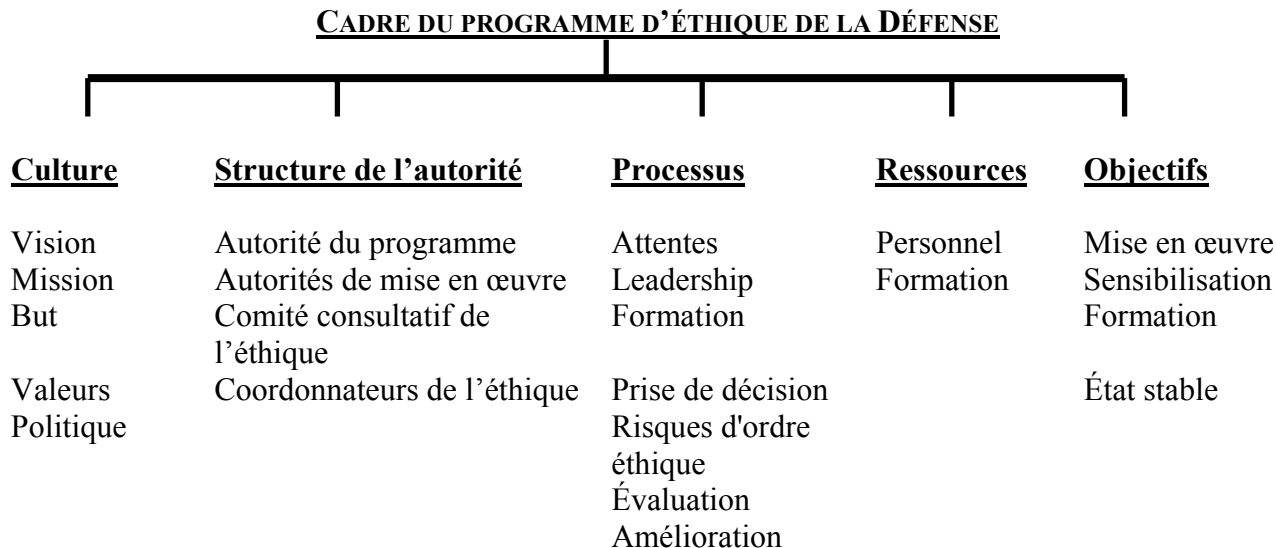 CADRE DU PROGRAMME D'ÉTHIQUE DE LA DÉFENSE
Culture
Vision
Mission
But
Valeurs
Politique
Structure de l'autorité
Autorité du programme
Autorités de mise en œuvre
Comité consultatif de
l'éthique
Coordonnateurs de l'éthique
Processus
Attentes
Leadership
Formation
Prise de décision
Risques d'ordre
éthique
Évaluation
Amélioration
Ressources
Personnel
Formation
Objectifs
Mise en œuvre
Sensibilisation
Formation
État stable